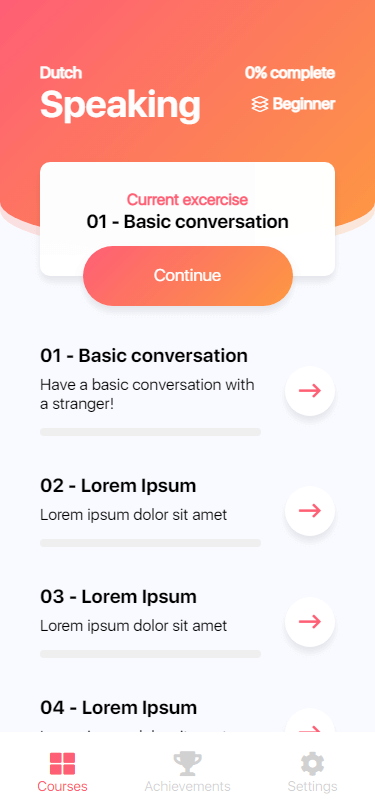 Dutch
0% complete
Speaking
Beginner
Current excercise
01 - Basic conversation
Continue
01 - Basic conversation
Have a basic conversation with
a stranger!
02 - Lorem Ipsum
Lorem ipsum dolor sit amet
03 - Lorem Ipsum
Lorem ipsum dolor sit amet
04 - Lorem Ipsum
Courses
Achievements
Settings